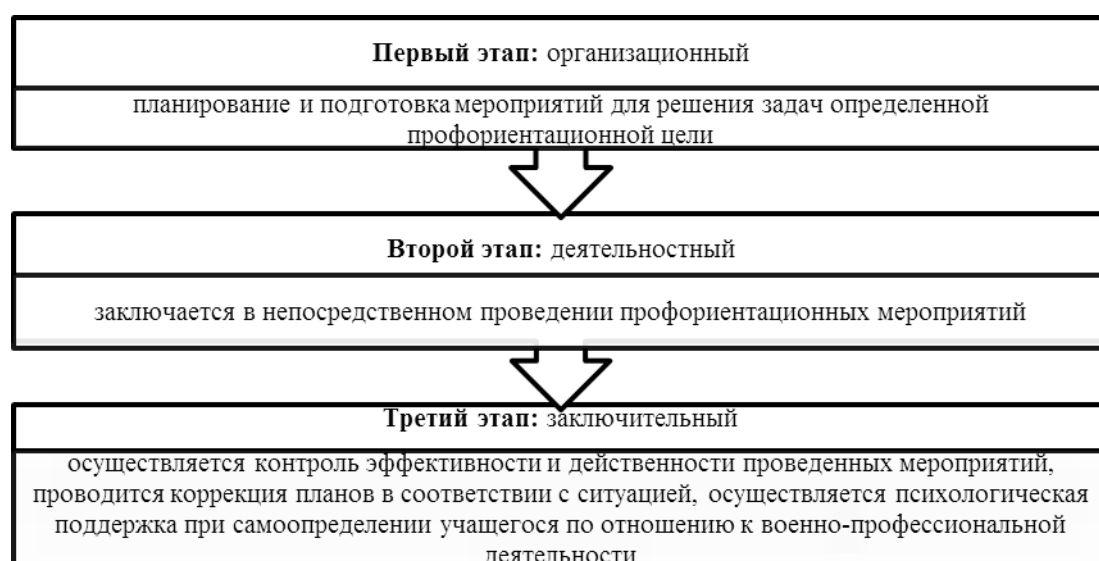 Первый этап: организационный
планирование и подготовка мероприятий для решения задач определенной
профориентационной цели
Второй этап: деятельностный
заключается в непосредственном проведении профориентационных мероприятий
Третий этап: заключительный
осуществляется контроль эффективности и действенности проведенных мероприятий,
проводится коррекция планов в соответствии с ситуацией, осуществляется психологическая
поддержка при самоопределении учащегося по отношению к военно-профессиональной
деятельности